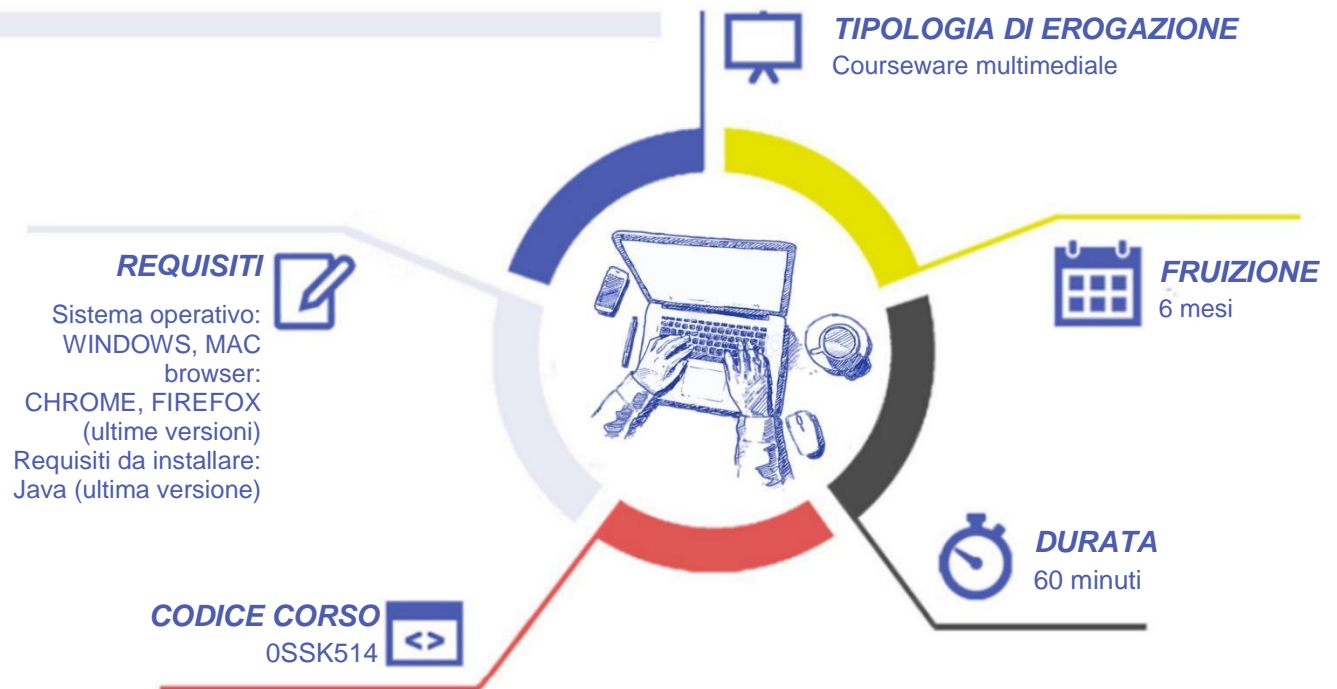 TIPOLOGIA DI EROGAZIONE
Courseware multimediale
REQUISITI
Sistema operativo:
WINDOWS, MAC
browser:
CHROME, FIREFOX
(ultime versioni)
Requisiti da installare:
Java (ultima versione)
FRUIZIONE
6 mesi
DURATA
60 minuti
CODICE CORSO
0SSK514